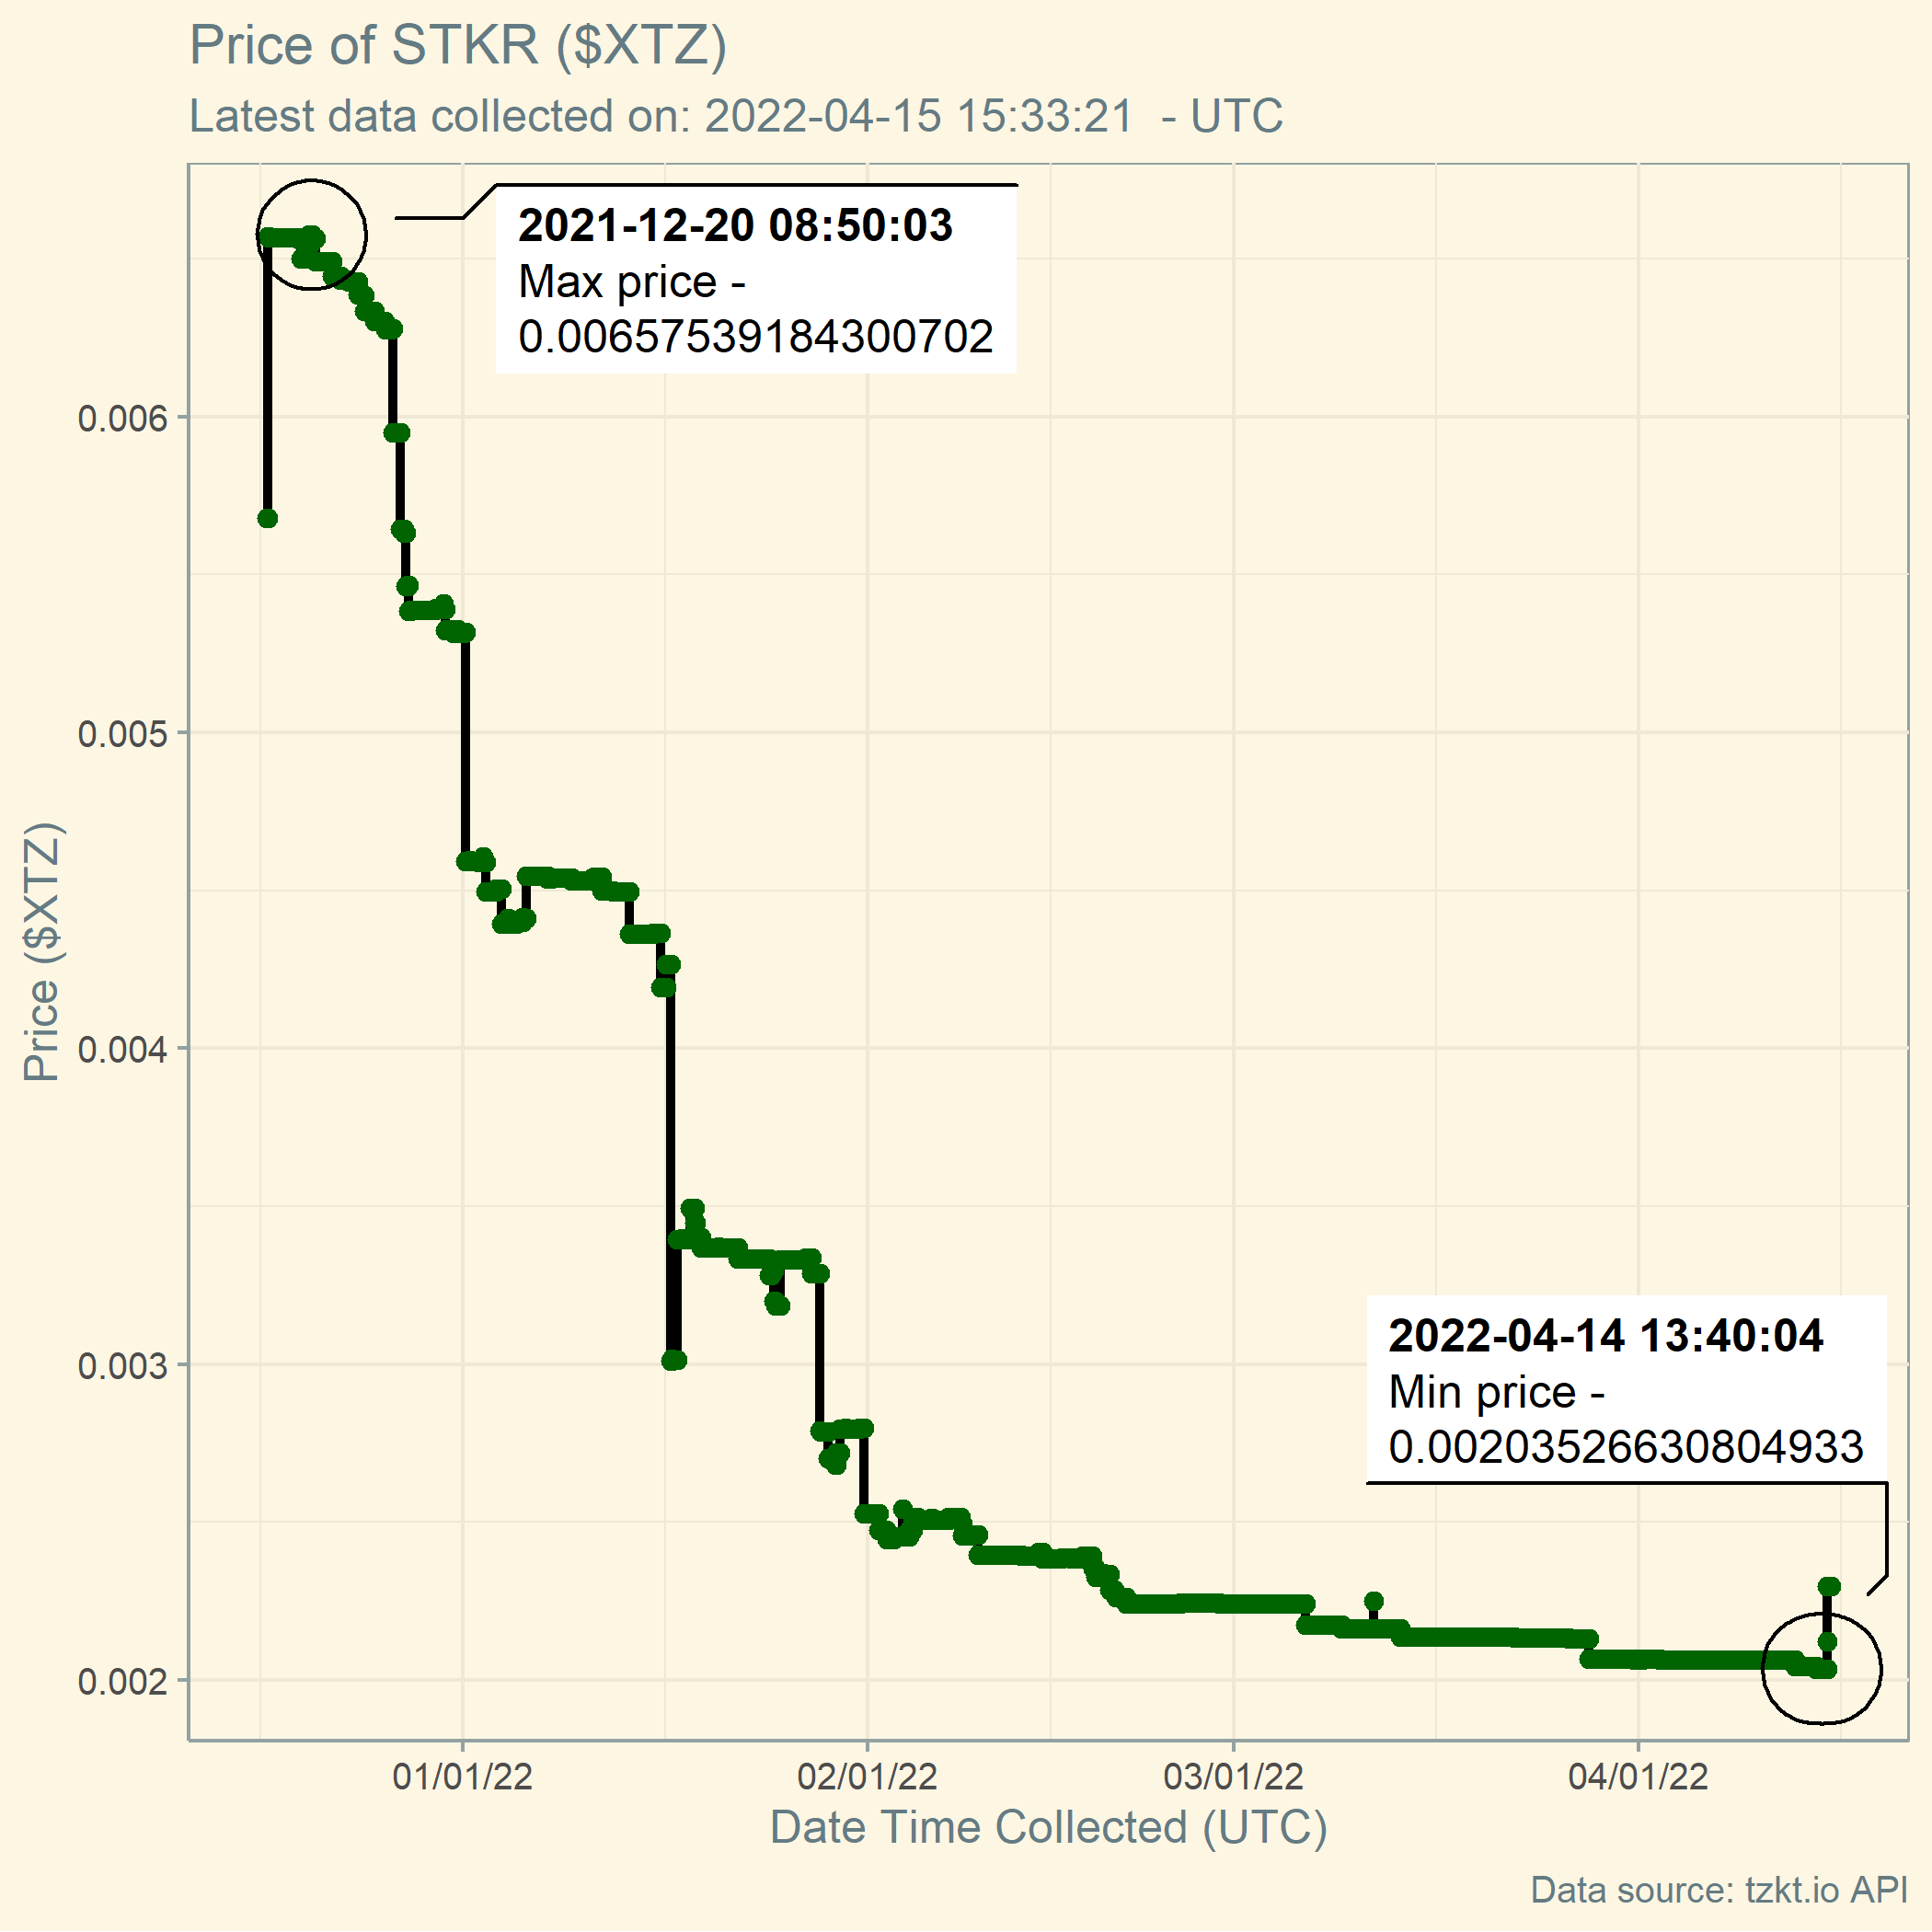 Price of STKR ($XTZ)
Latest data collected on: 2022-04-15 15:33:21  - UTC
2021-12-20 08:50:03
Max price -
0.00657539184300702
0.006
0.005
Price ($XTZ)
0.004
0.003
2022-04-14 13:40:04
Min price -
0.00203526630804933
0.002
01/01/22 02/01/22 03/01/22 04/01/22
Date Time Collected (UTC)
Data source: tzkt.io API